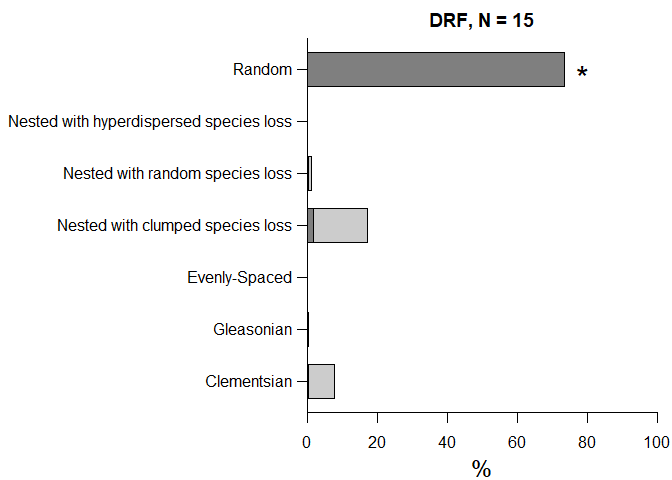 DRF, N = 15
Random
*
Nested with hyperdispersed species loss
Nested with random species loss
Nested with clumped species loss
Evenly-Spaced
Gleasonian
Clementsian
0 20 40 60 80 100
%